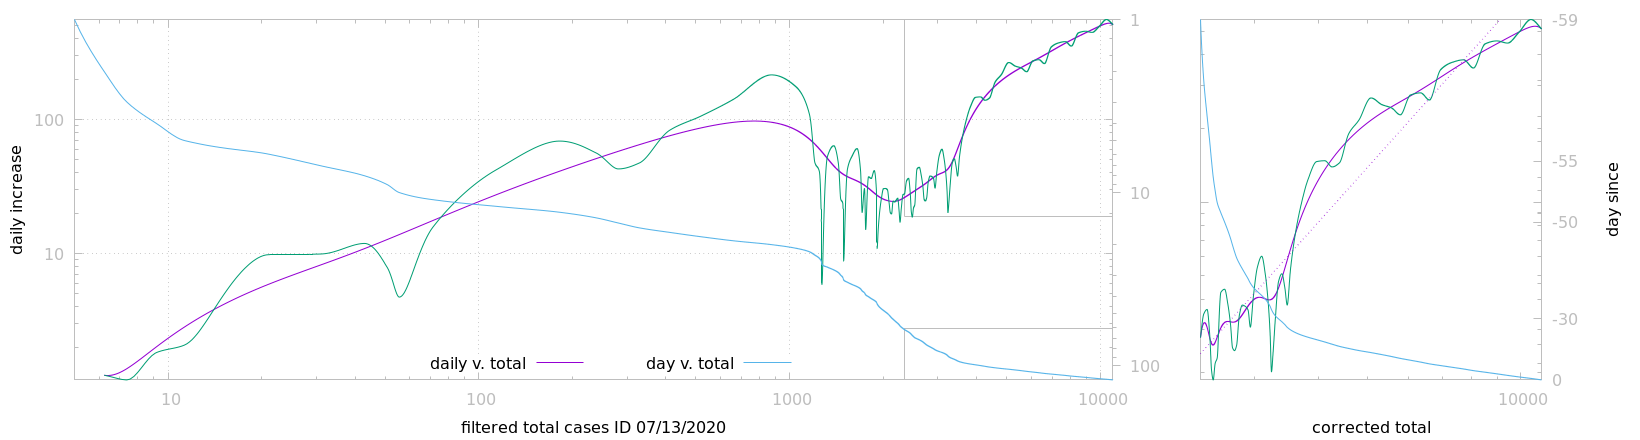 1
-59
100
daily increase
-55
10
-50
day since
10
-30
daily v. total
day v. total
100
0
10
100
1000
10000
10000
filtered total cases ID 07/13/2020
corrected total